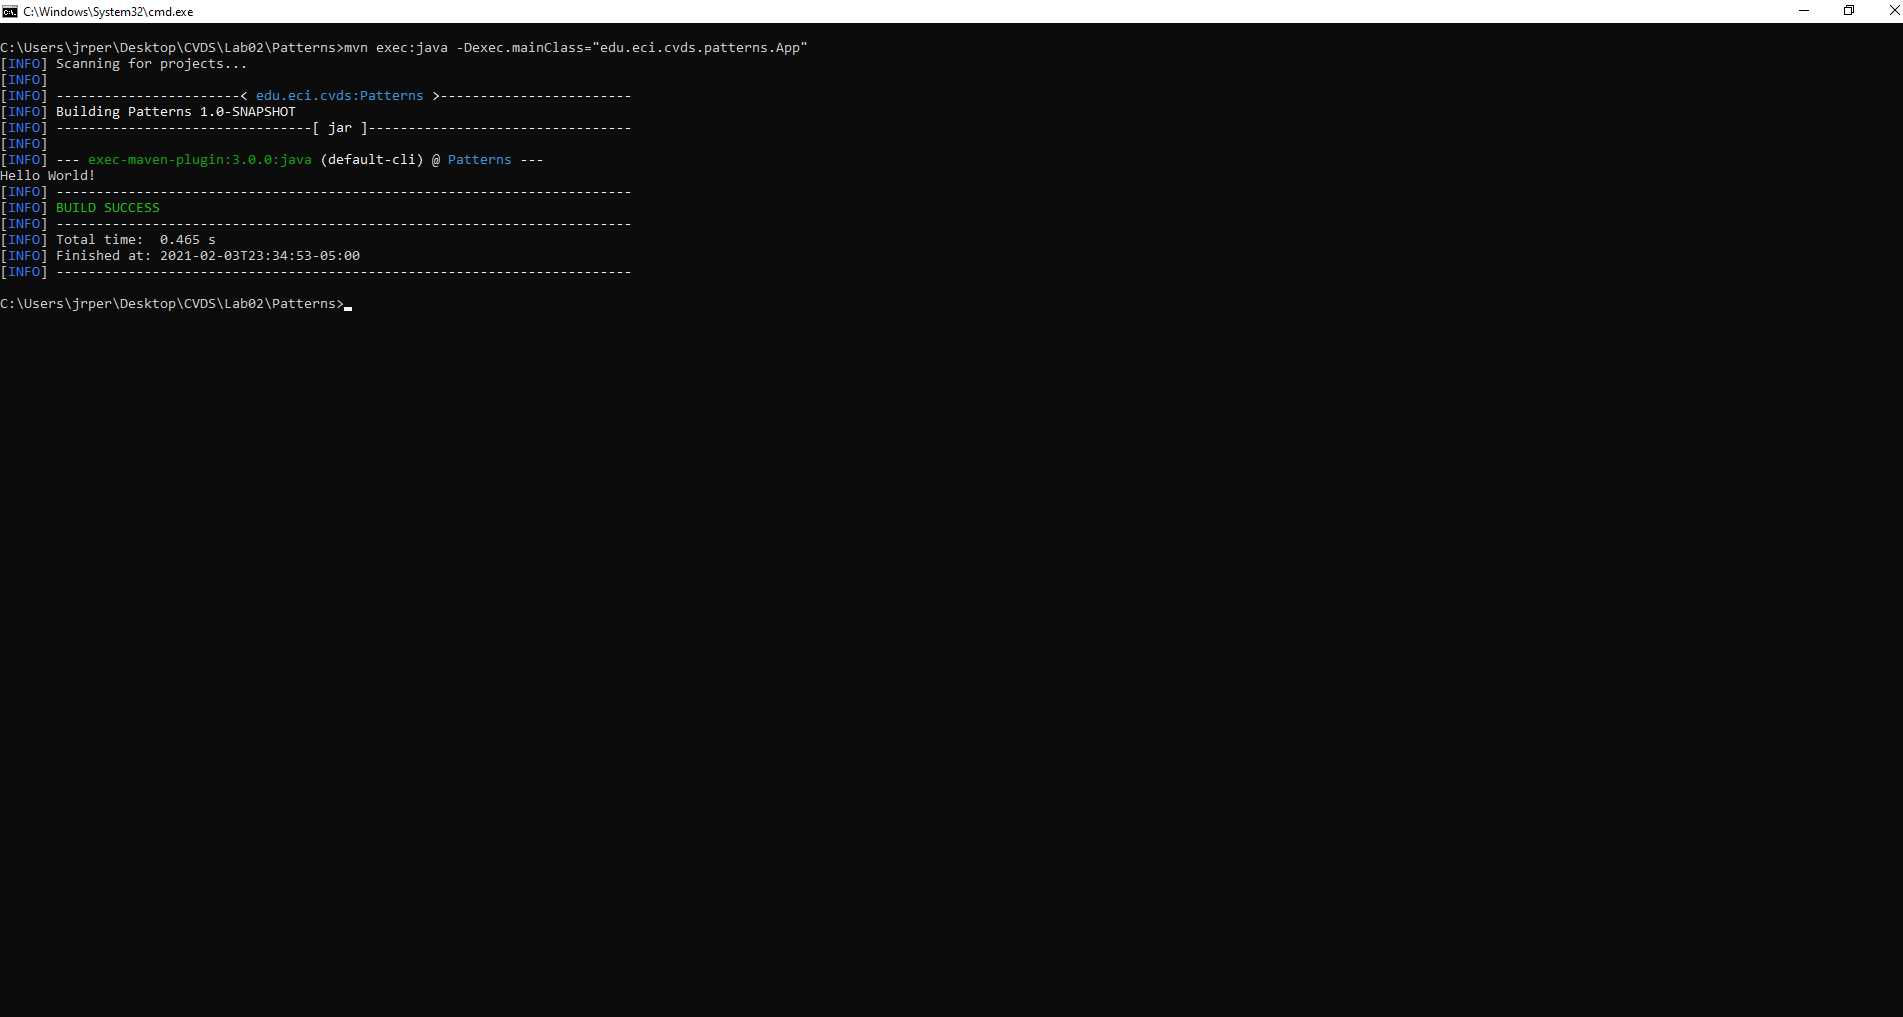 C:\Windows\System32\cmd.exe
C:\Users\jrper\Desktop\CVDS\Lab02\Patterns>mvn exec:java -Dexec.mainClass="edu.eci.cvds.patterns.App"
[INFO] Scanning for projects...
[INFO]
[INFO] -----------------------< edu.eci.cvds:Patterns >------------------------
[INFO] Building Patterns 1.0-SNAPSHOT
[INFO] --------------------------------[ jar ]---------------------------------
[INFO]
[INFO] --- exec-maven-plugin:3.0.0:java (default-cli) @ Patterns ---
Hello World!
[INFO] ------------------------------------------------------------------------
[INFO] BUILD SUCCESS
[INFO] ------------------------------------------------------------------------
[INFO] Total time:  0.465 s
[INFO] Finished at: 2021-02-03T23:34:53-05:00
[INFO] ------------------------------------------------------------------------
C:\Users\jrper\Desktop\CVDS\Lab02\Patterns>